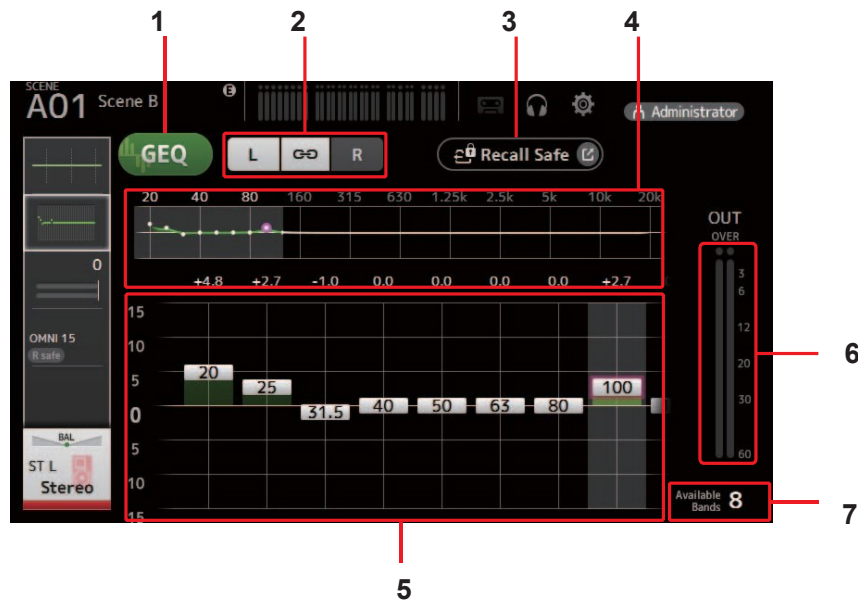 1 2 3 4
SCENE
A01 Scene B E
Administrator
GEQ L R Recall Safe
20 40 80 160 315 630 1.25k 2.5k 5k 10k 20k
OUT
OVER
0
+4.8 +2.7 -1.0 0.0 0.0 0.0 0.0 +2.7
3
6
12
20
30
60
6
OMNI 15
R safe
15
10
5
0
5
10
15
20 25 31.5 40 50 63 80 100
BAL
ST L
Stereo
Available
Bands 8
7
5